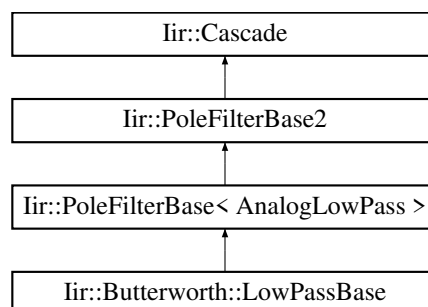 Iir::Cascade
Iir::PoleFilterBase2
Iir::PoleFilterBase< AnalogLowPass >
Iir::Butterworth::LowPassBase